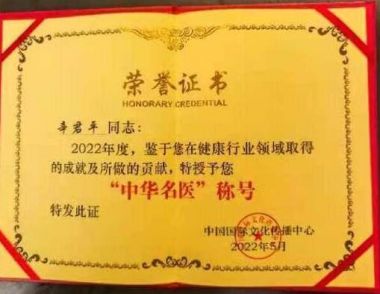 荣誉证书
HONORARY CREDENTIAL
辛君平 同志：
2022年度，鉴于您在健康行业领域取得
的成就及所做的贡献，特授予您
“中华名医”称号
特发此证
中国国际文化传播中心
2022年5月